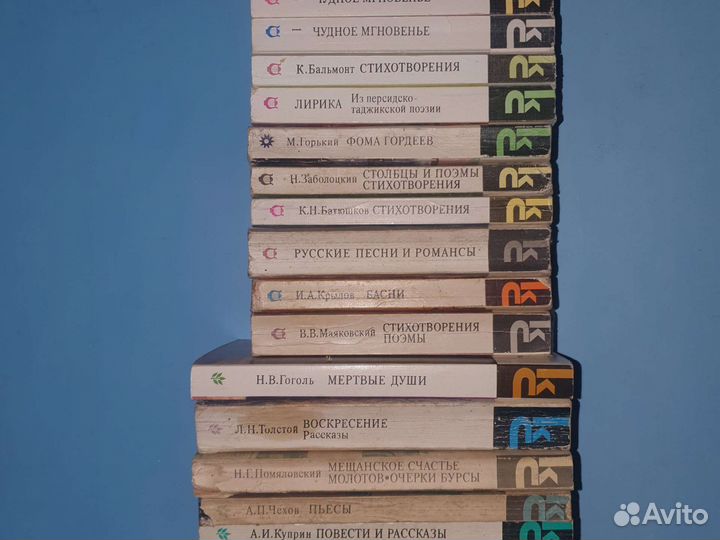 ЧУДНОЕ МГНОВЕНЬЕ
ЧУДНОЕ МГНОВЕНЬЕ
К.Бальмонт СТИХОТВОРЕНИЯ
ЛИРИКА Из персидско-
таджикской поэзии
М.Горький ФОМА ГОРДЕЕВ
Н.Заболоцкий СТОЛБЦЫ И ПОЭМЫ
СТИХОТВОРЕНИЯ
К.Н.Батюшков СТИХОТВОРЕНИЯ
РУССКИЕ ПЕСНИ И РОМАНСЫ
И.А.Крылов БАСНИ
В.В.Маяковский СТИХОТВОРЕНИЯ
ПОЭМЫ
Н.В.Гоголь МЕРТВЫЕ ДУШИ
Л.Н.Толстой ВОСКРЕСЕНИЕ
Рассказы
Н.Г.Помяловский МЕЩАНСКОЕ СЧАСТЬЕ
МОЛОТОВ•ОЧЕРКИ БУРСЫ
А.П.Чехов ПЬЕСЫ
А.И.Куприн ПОВЕСТИ И РАССКАЗЫ
Avito